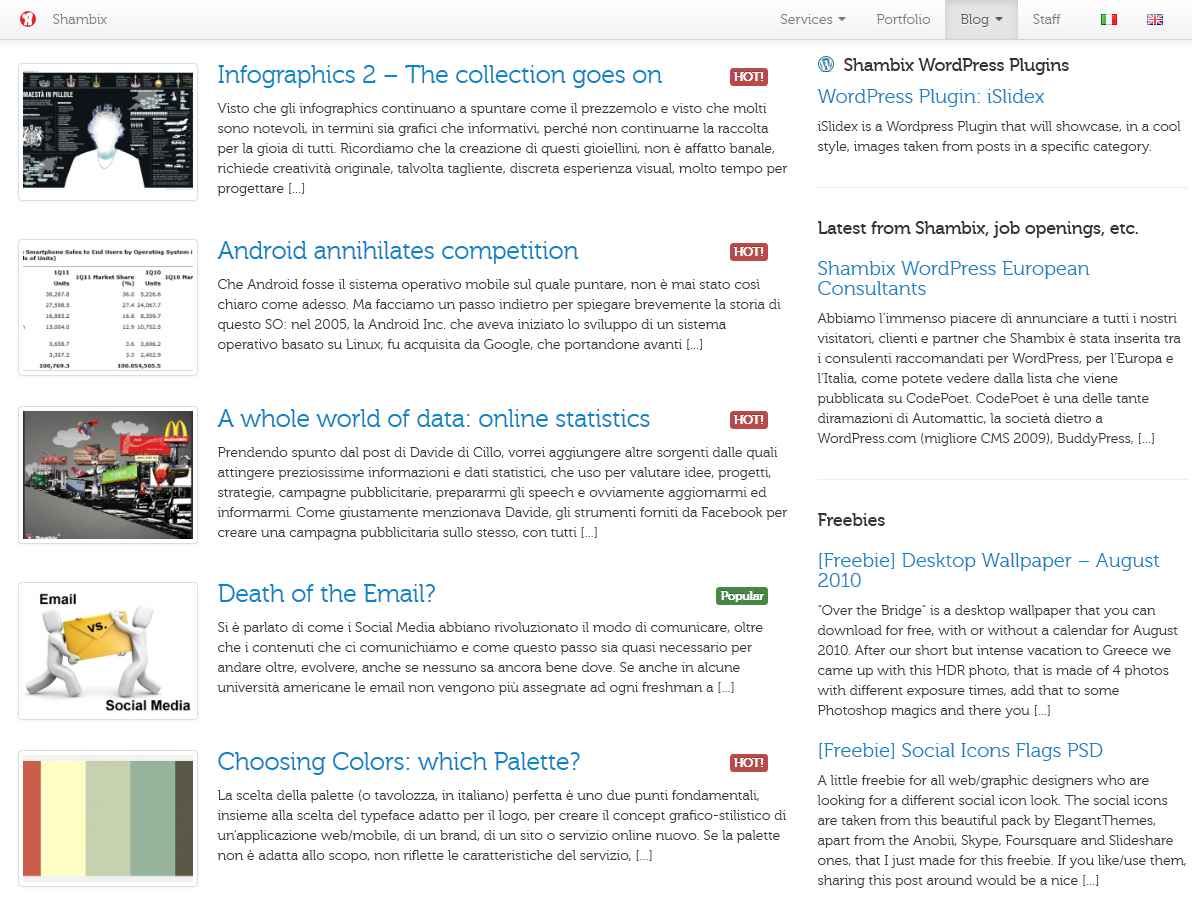 Shambix
Services
Portfolio
Blog
Staff
MAESTÀ IN PILLOLE
Infographics 2 – The collection goes on
HOT!
Visto che gli infographics continuano a spuntare come il prezzemolo e visto che molti
sono notevoli, in termini sia grafici che informativi, perché non continuarne la raccolta
per la gioia di tutti. Ricordiamo che la creazione di questi gioiellini, non è affatto banale,
richiede creatività originale, talvolta tagliente, discreta esperienza visual, molto tempo per
progettare [...]
Smartphone Sales to End Users by Operating System i
ls of Units)
1Q11 Units
1Q11 Market Share (%)
1Q10 Units
1Q10 Mar
36,267.8 36.0 5,226.6
27,598.5 27.4 24,067.7
16,883.2 16.8 8,359.7
13,004.0 12.9 10,752.5
3,658.7 3.6 3,696.2
3,357.2 3.3 2,402.9
100,769.3 100.0 54,505.5
Android annihilates competition
HOT!
Che Android fosse il sistema operativo mobile sul quale puntare, non è mai stato così
chiaro come adesso. Ma facciamo un passo indietro per spiegare brevemente la storia di
questo SO: nel 2005, la Android Inc. che aveva iniziato lo sviluppo di un sistema
operativo basato su Linux, fu acquisita da Google, che portandone avanti [...]
A whole world of data: online statistics
HOT!
Prendendo spunto dal post di Davide di Cillo, vorrei aggiungere altre sorgenti dalle quali
attingere preziosissime informazioni e dati statistici, che uso per valutare idee, progetti,
strategie, campagne pubblicitarie, prepararmi gli speech e ovviamente aggiornarmi ed
informarmi. Come giustamente menzionava Davide, gli strumenti forniti da Facebook per
creare una campagna pubblicitaria sullo stesso, con tutti [...]
Email
vs.
Social Media
Death of the Email?
Popular
Si è parlato di come i Social Media abbiano rivoluzionato il modo di comunicare, oltre
che i contenuti che ci comunichiamo e come questo passo sia quasi necessario per
andare oltre, evolvere, anche se nessuno sa ancora bene dove. Se anche in alcune
università americane le email non vengono più assegnate ad ogni freshman a [...]
Choosing Colors: which Palette?
HOT!
La scelta della palette (o tavolozza, in italiano) perfetta è uno due punti fondamentali,
insieme alla scelta del typeface adatto per il logo, per creare il concept grafico-stilistico di
un'applicazione web/mobile, di un brand, di un sito o servizio online nuovo. Se la palette
non è adatta allo scopo, non riflette le caratteristiche del servizio, [...]
Shambix WordPress Plugins
WordPress Plugin: iSlidex
iSlidex is a Wordpress Plugin that will showcase, in a cool
style, images taken from posts in a specific category.
Latest from Shambix, job openings, etc.
Shambix WordPress European
Consultants
Abbiamo l'immenso piacere di annunciare a tutti i nostri
visitatori, clienti e partner che Shambix è stata inserita tra
i consulenti raccomandati per WordPress, per l'Europa e
l'Italia, come potete vedere dalla lista che viene
pubblicata su CodePoet. CodePoet è una delle tante
diramazioni di Automattic, la società dietro a
WordPress.com (migliore CMS 2009), BuddyPress, [...]
Freebies
[Freebie] Desktop Wallpaper – August
2010
"Over the Bridge" is a desktop wallpaper that you can
download for free, with or without a calendar for August
2010. After our short but intense vacation to Greece we
came up with this HDR photo, that is made of 4 photos
with different exposure times, add that to some
Photoshop magics and there you [...]
[Freebie] Social Icons Flags PSD
A little freebie for all web/graphic designers who are
looking for a different social icon look. The social icons
are taken from this beautiful pack by ElegantThemes,
apart from the Anobii, Skype, Foursquare and Slideshare
ones, that I just made for this freebie. If you like/use them,
sharing this post around would be a nice [...]